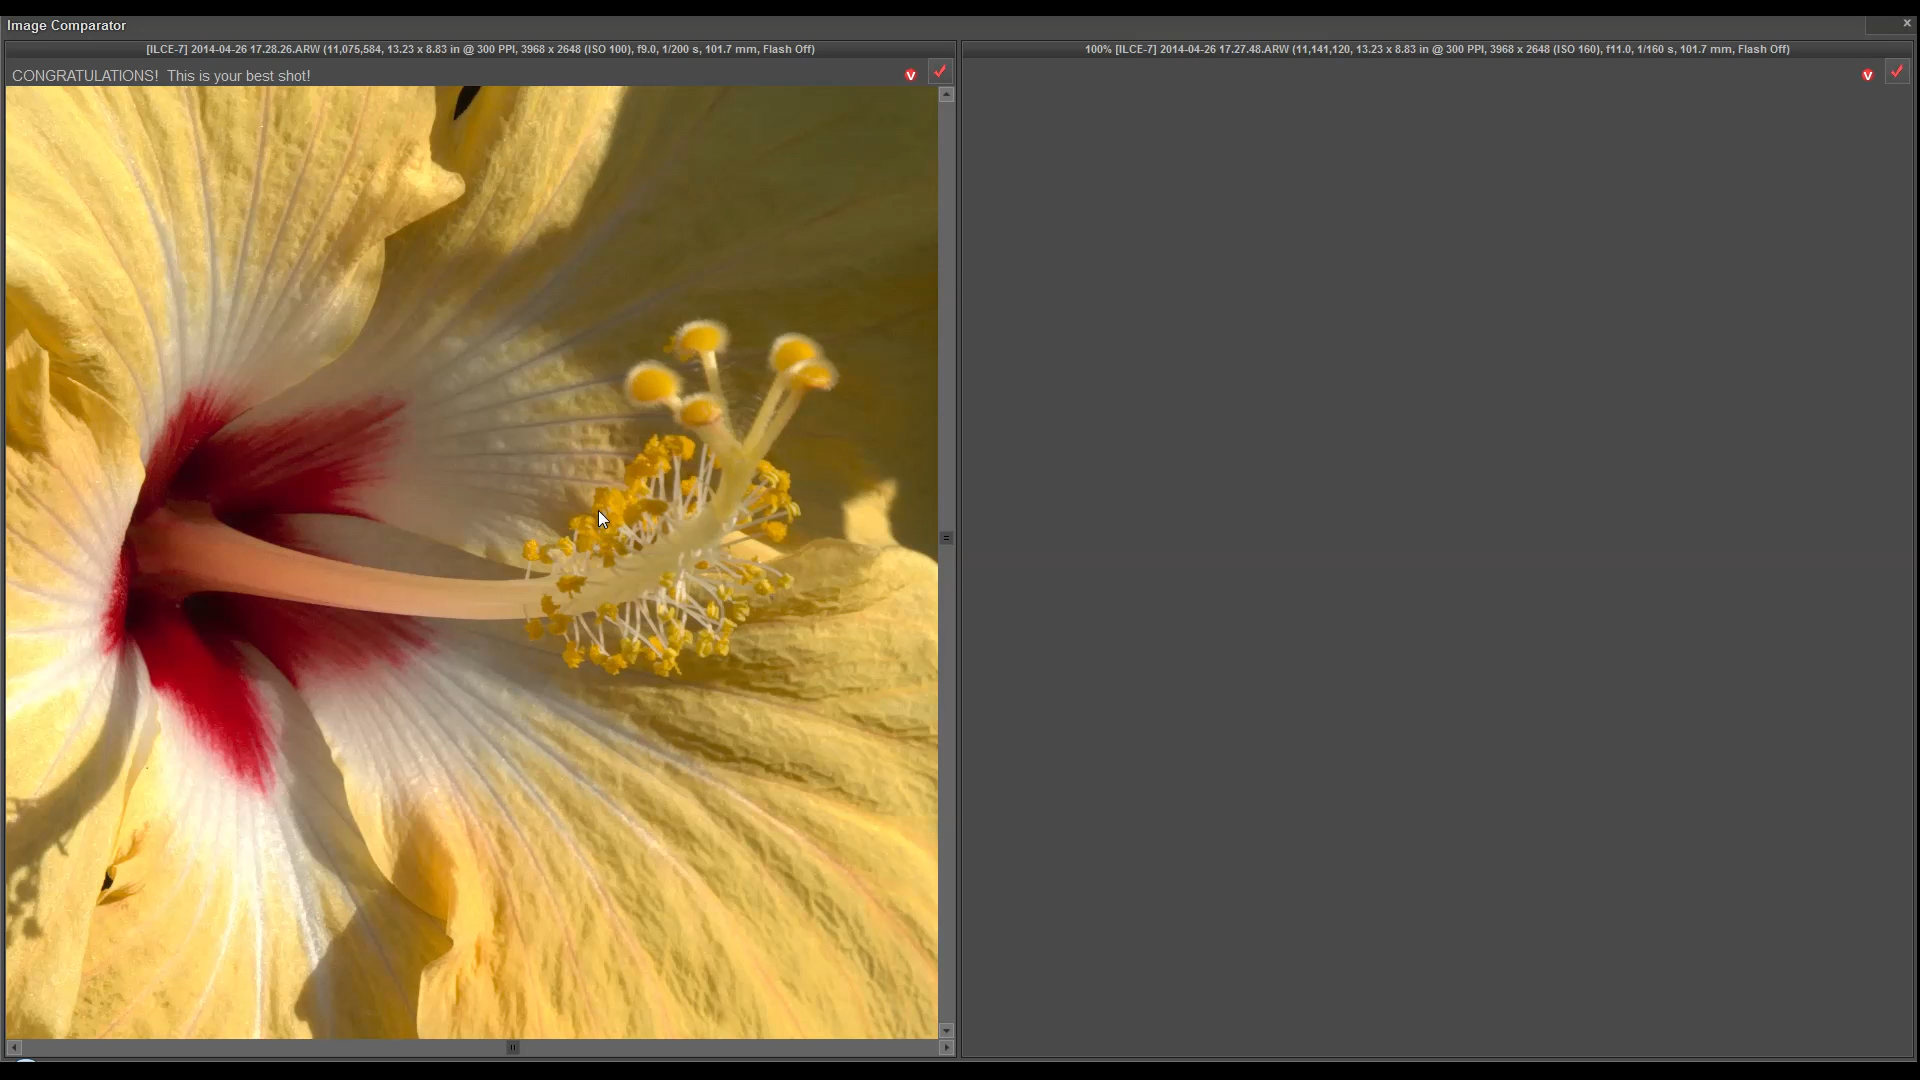 Image Comparator
[ILCE-7] 2014-04-26 17.28.26.ARW (11,075,584, 13.23 x 8.83 in @ 300 PPI, 3968 x 2648 (ISO 100), f9.0, 1/200 s, 101.7 mm, Flash Off)
100% [ILCE-7] 2014-04-26 17.27.48.ARW (11,141,120, 13.23 x 8.83 in @ 300 PPI, 3968 x 2648 (ISO 160), f11.0, 1/160 s, 101.7 mm, Flash Off)
CONGRATULATIONS! This is your best shot!
V
V